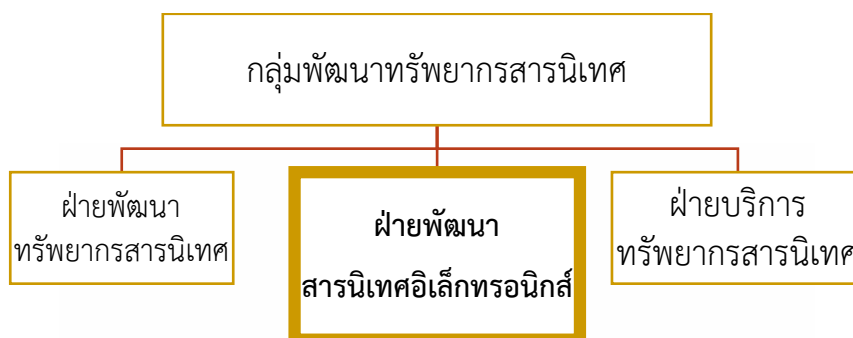 กลุ่มพัฒนาทรัพยากรสารนิเทศ
ฝ่ายพัฒนา
ทรัพยากรสารนิเทศ
ฝ่ายพัฒนา
สารนิเทศอิเล็กทรอนิกส์
ฝ่ายบริการ
ทรัพยากรสารนิเทศ